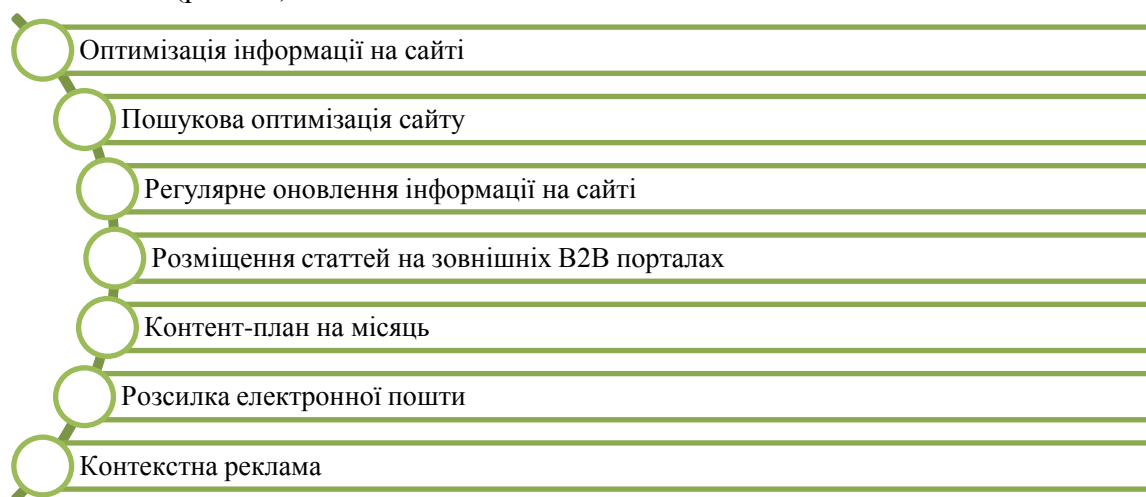 Оптимізація інформації на сайті
Пошукова оптимізація сайту
Регулярне оновлення інформації на сайті
Розміщення статтей на зовнішніх B2B порталах
Контент-план на місяць
Розсилка електронної пошти
Контекстна реклама